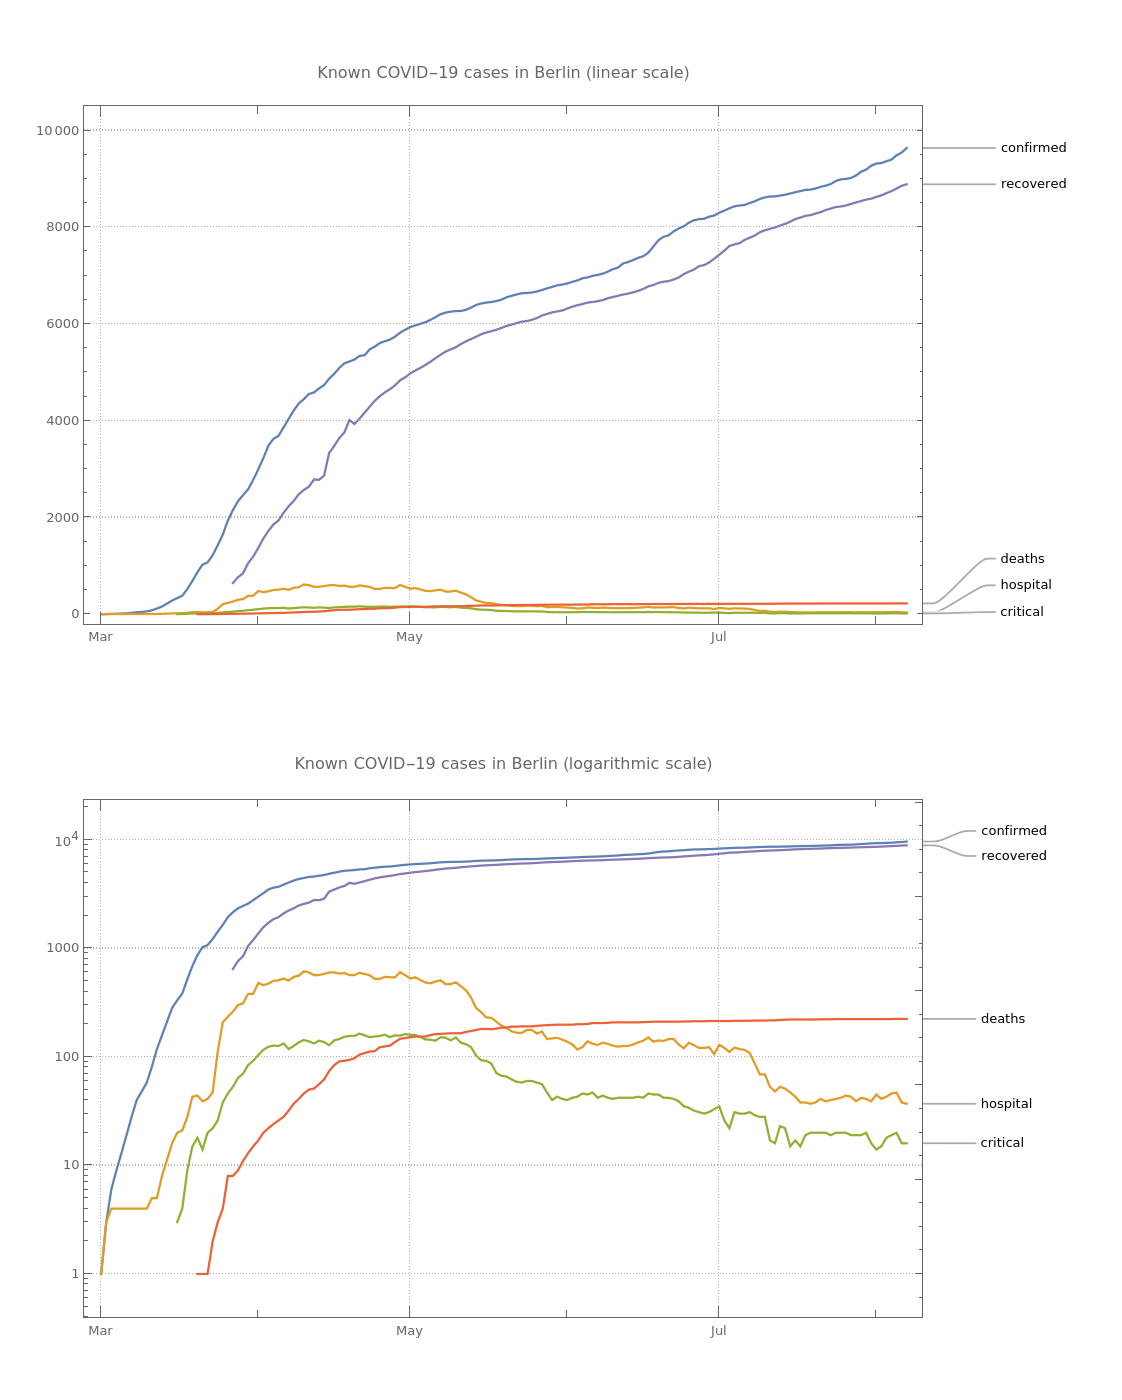 Known COVID–19 cases in Berlin (linear scale)
10 000
8000
6000
4000
2000
0
Mar
May
Jul
confirmed
recovered
deaths
hospital
critical
Known COVID–19 cases in Berlin (logarithmic scale)
10⁴
1000
100
10
1
Mar
May
Jul
confirmed
recovered
deaths
hospital
critical